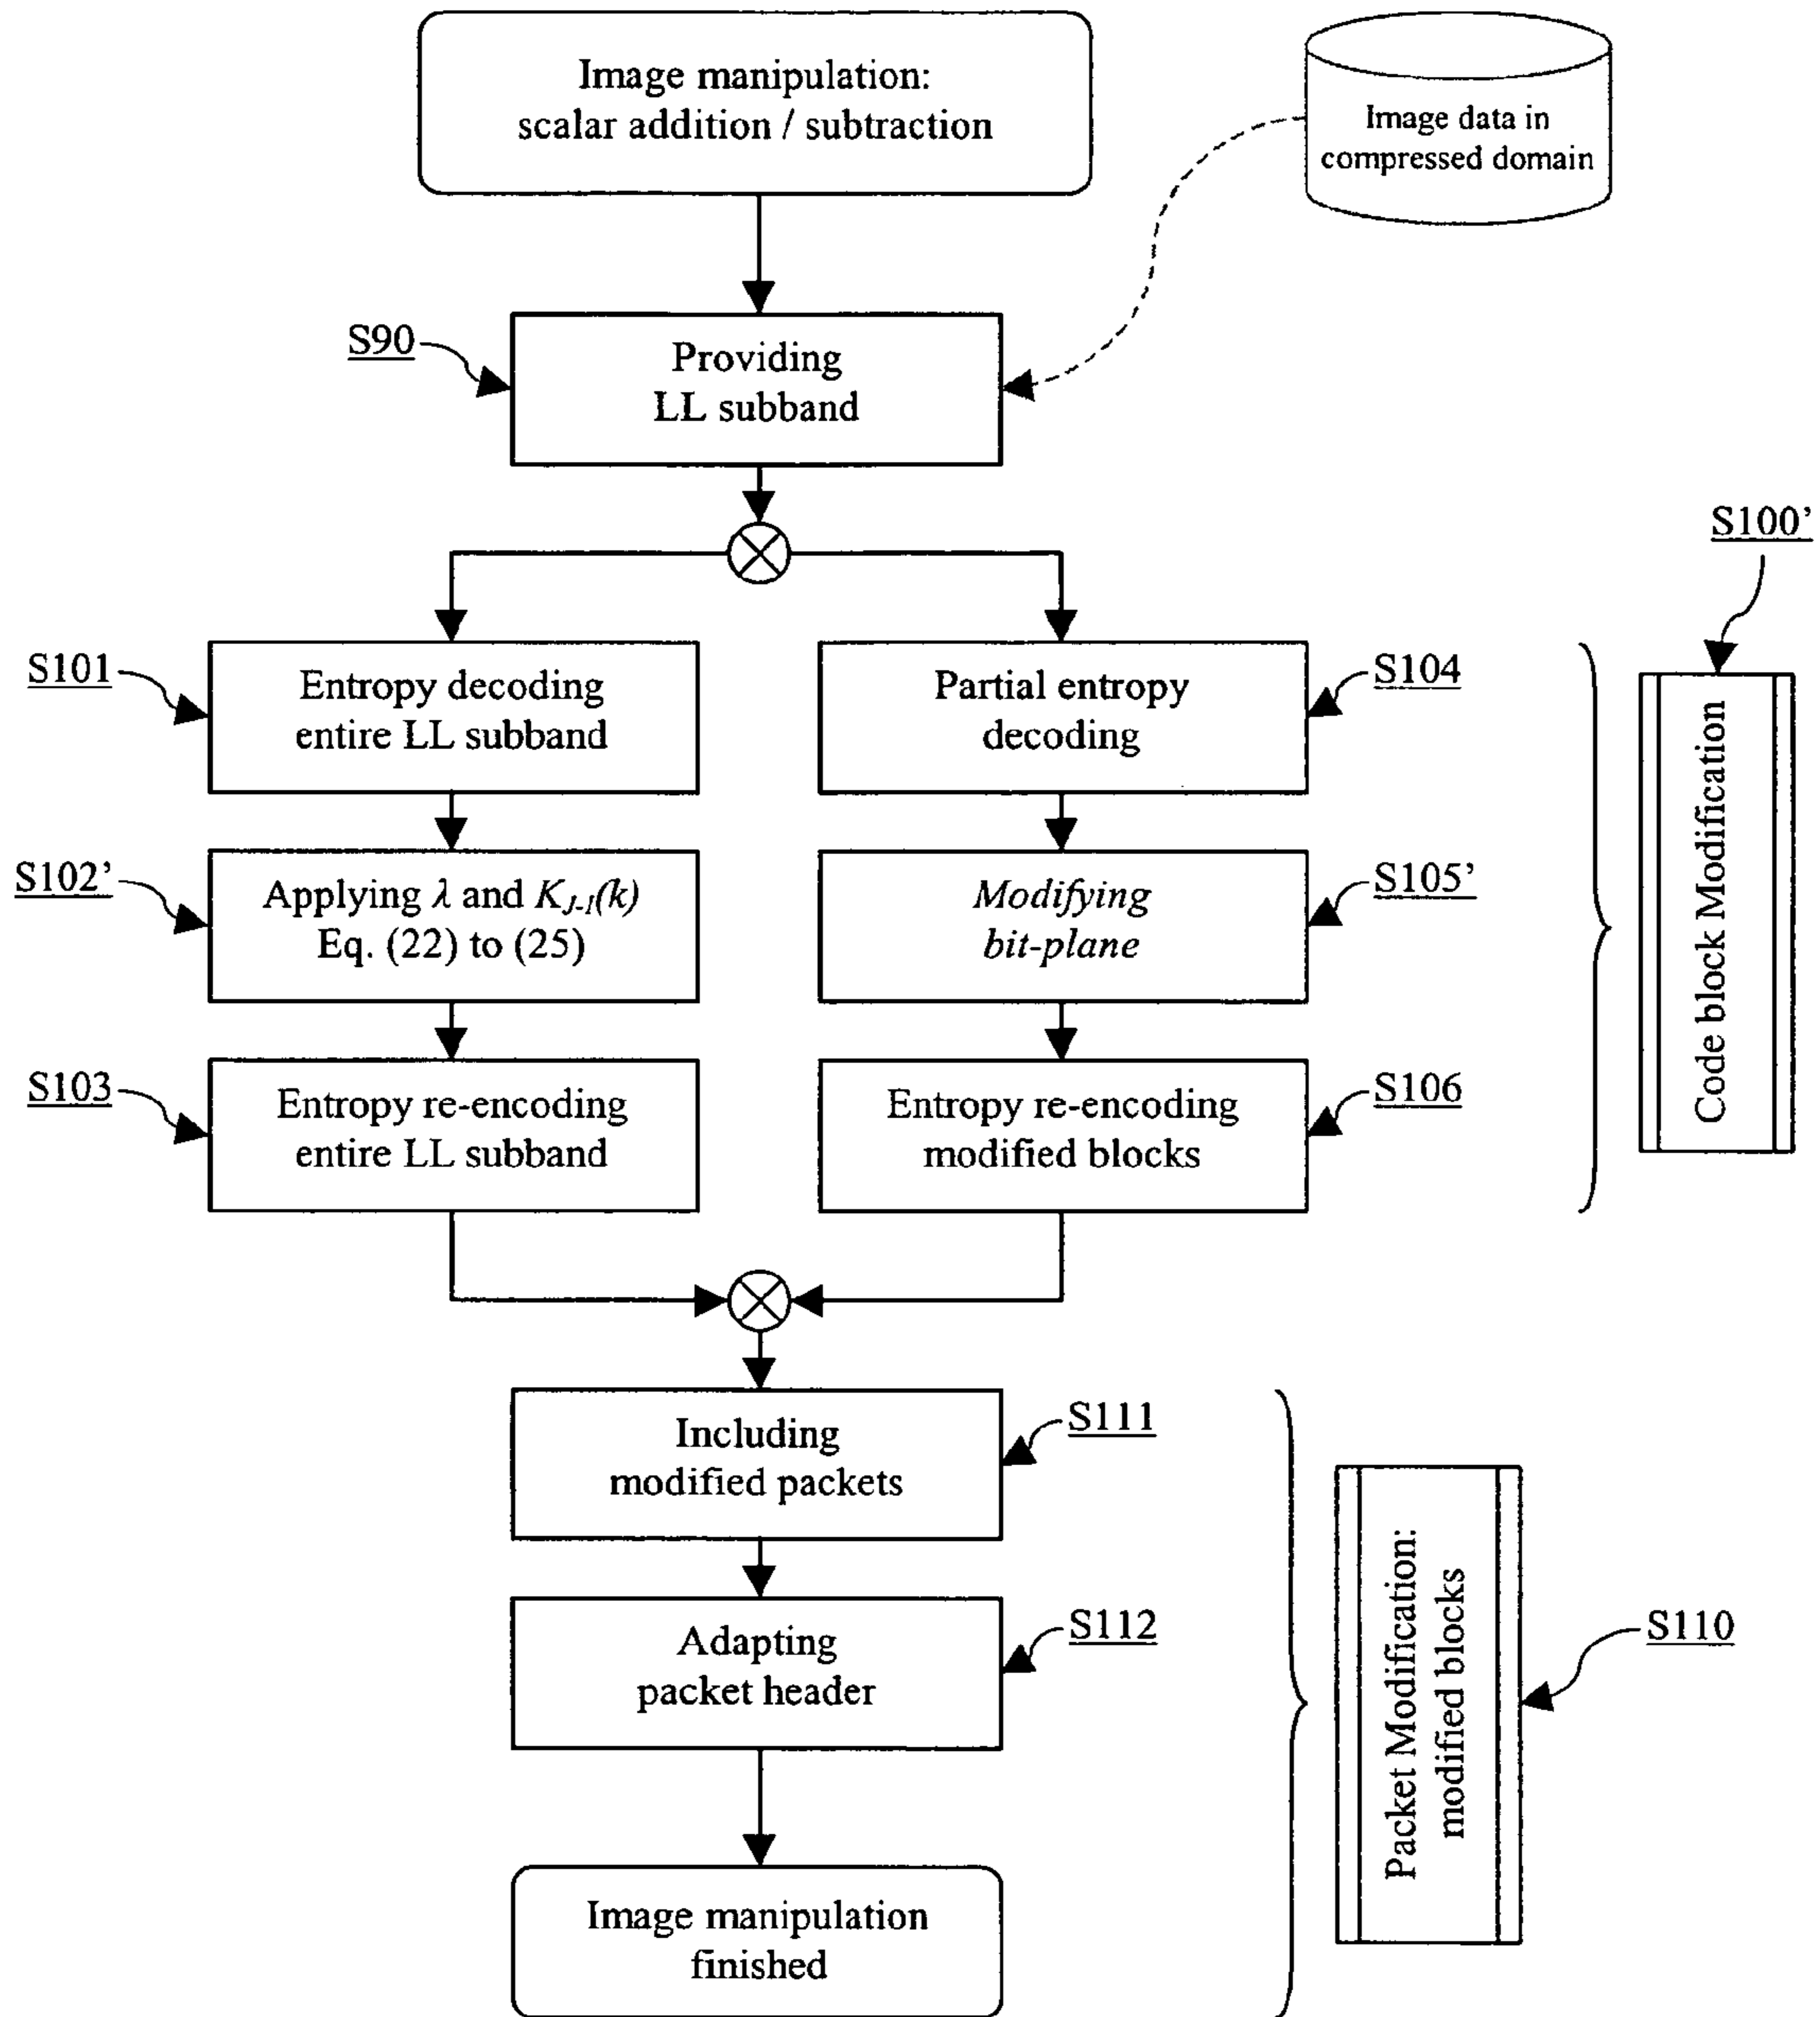 Image manipulation:
scalar addition / subtraction
Image data in
compressed domain
S90
Providing
LL subband
S100’
S101
Entropy decoding
entire LL subband
Partial entropy
decoding
S104
S102’
Applying λ and K_{J-1}(k)
Eq. (22) to (25)
Modifying
bit-plane
S105’
Code block Modification
S103
Entropy re-encoding
entire LL subband
Entropy re-encoding
modified blocks
S106
Including
modified packets
S111
Adapting
packet header
S112
Packet Modification:
modified blocks
S110
Image manipulation
finished